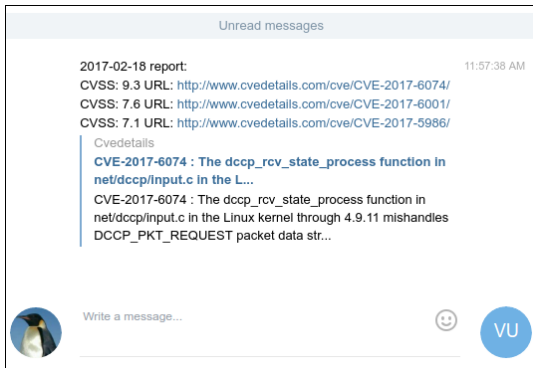 Unread messages
2017-02-18 report:
11:57:38 AM
CVSS: 9.3 URL: http://www.cvedetails.com/cve/CVE-2017-6074/
CVSS: 7.6 URL: http://www.cvedetails.com/cve/CVE-2017-6001/
CVSS: 7.1 URL: http://www.cvedetails.com/cve/CVE-2017-5986/
Cvedetails
CVE-2017-6074 : The dccp_rcv_state_process function in
net/dccp/input.c in the L...
CVE-2017-6074 : The dccp_rcv_state_process function in
net/dccp/input.c in the Linux kernel through 4.9.11 mishandles
DCCP_PKT_REQUEST packet data str...
Write a message...
VU